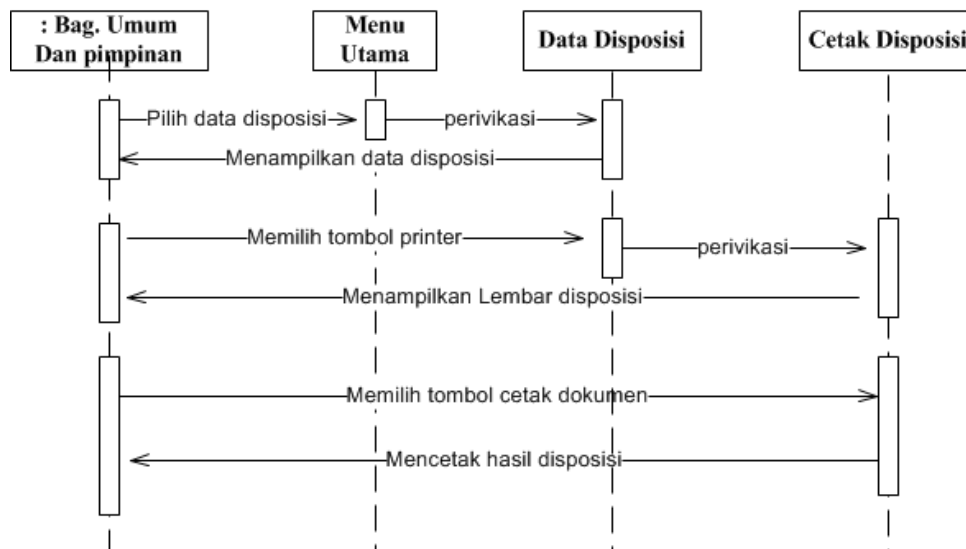 : Bag. Umum
Dan pimpinan
Menu
Utama
Data Disposisi
Cetak Disposisi
Pilih data disposisi
perivikasi
Menampilkan data disposisi
Memilih tombol printer
perivikasi
Menampilkan Lembar disposisi
Memilih tombol cetak dokumen
Mencetak hasil disposisi